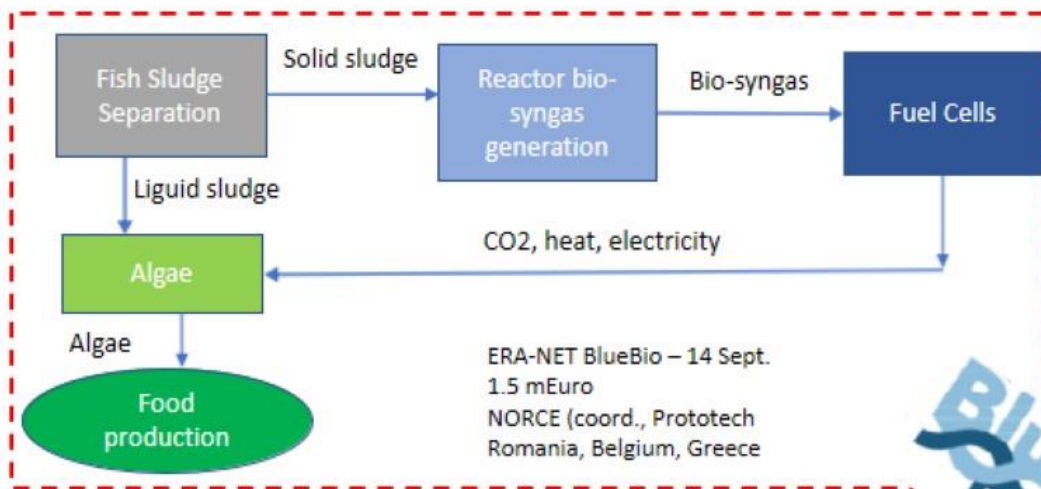 Fish Sludge
Separation
Solid sludge
Reactor bio-
syngas
generation
Bio-syngas
Fuel Cells
Liguid sludge
CO2, heat, electricity
Algae
Algae
Food
production
ERA-NET BlueBio – 14 Sept.
1.5 mEuro
NORCE (coord., Prototech
Romania, Belgium, Greece